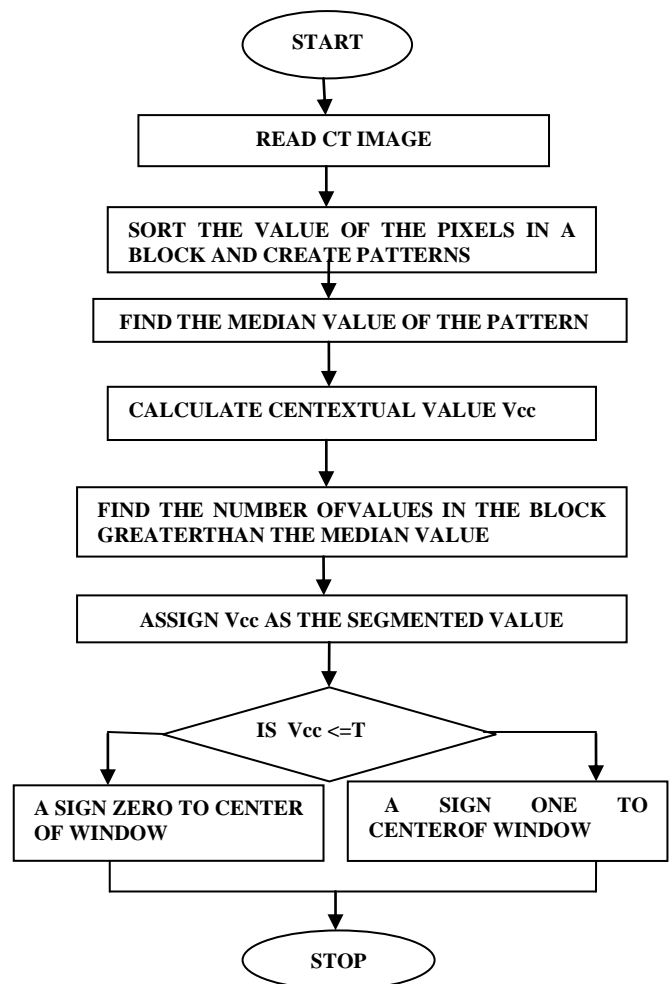 START
READ CT IMAGE
SORT THE VALUE OF THE PIXELS IN A
BLOCK AND CREATE PATTERNS
FIND THE MEDIAN VALUE OF THE PATTERN
CALCULATE CENTEXTUAL VALUE Vcc
FIND THE NUMBER OFVALUES IN THE BLOCK
GREATERTHAN THE MEDIAN VALUE
ASSIGN Vcc AS THE SEGMENTED VALUE
IS Vcc <=T
A SIGN ZERO TO CENTER
OF WINDOW
A SIGN ONE TO
CENTEROF WINDOW
STOP